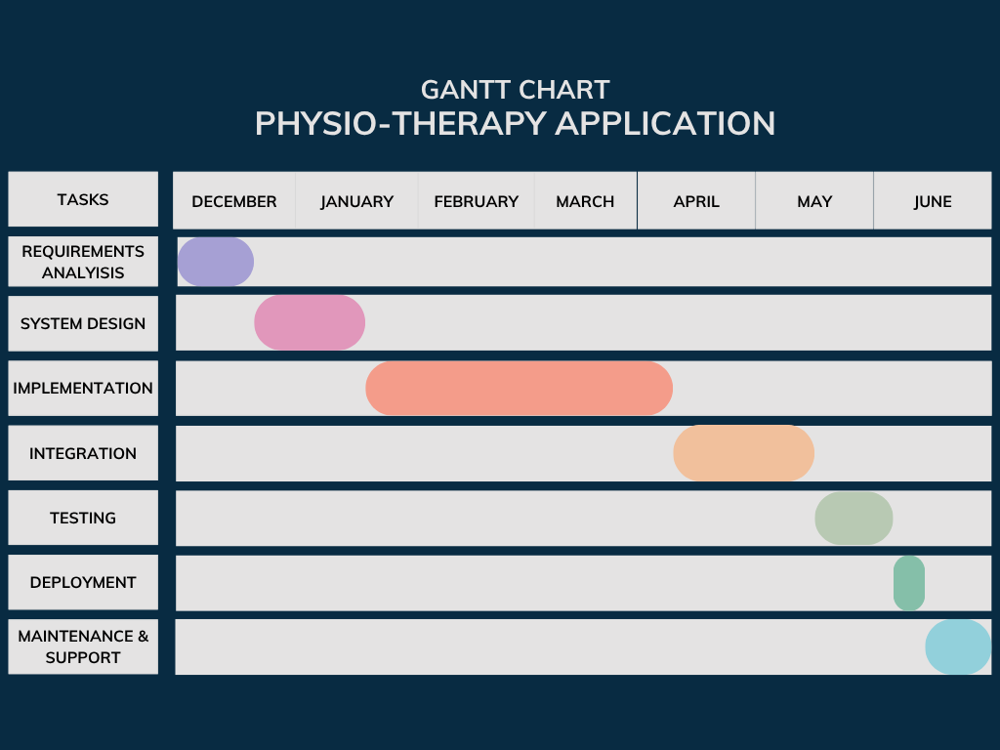 GANTT CHART
PHYSIO-THERAPY APPLICATION
TASKS
DECEMBER
JANUARY
FEBRUARY
MARCH
APRIL
MAY
JUNE
REQUIREMENTS
ANALYISIS
SYSTEM DESIGN
IMPLEMENTATION
INTEGRATION
TESTING
DEPLOYMENT
MAINTENANCE &
SUPPORT